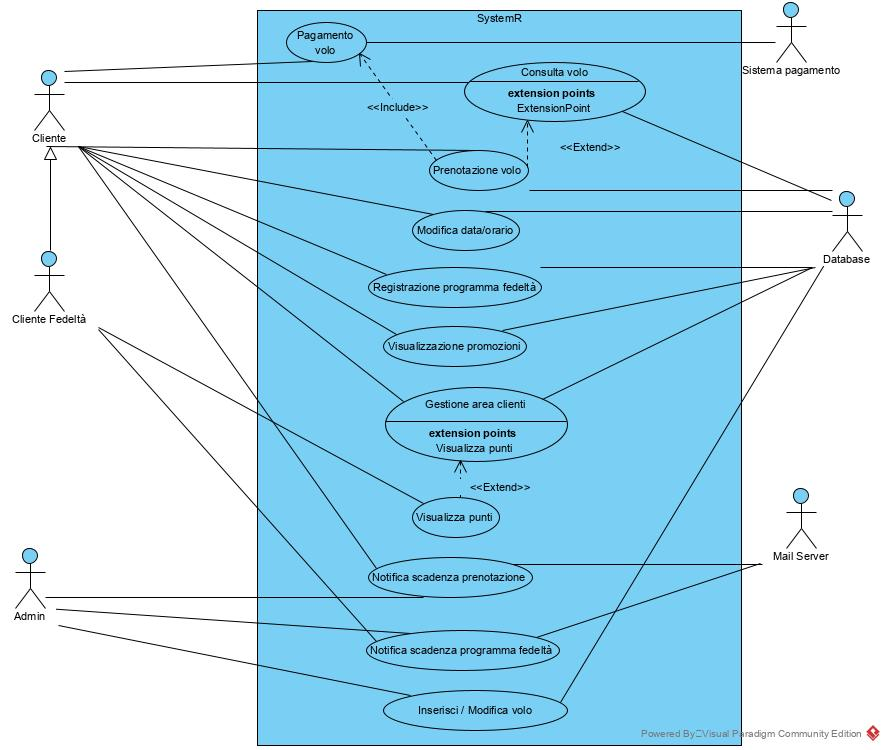 SystemR
Pagamento
volo
Sistema pagamento
Consulta volo
extension points
ExtensionPoint
<<Include>>
Cliente
<<Extend>>
Prenotazione volo
Modifica data/orario
Database
Registrazione programma fedeltà
Cliente Fedeltà
Visualizzazione promozioni
Gestione area clienti
extension points
Visualizza punti
<<Extend>>
Visualizza punti
Mail Server
Notifica scadenza prenotazione
Admin
Notifica scadenza programma fedeltà
Inserisci / Modifica volo
Powered By Visual Paradigm Community Edition